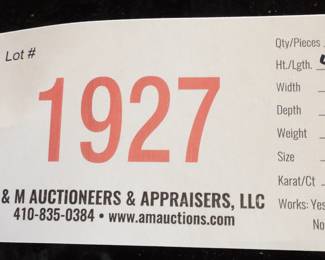 Lot #
1927
& M AUCTIONEERS & APPRAISERS, LLC
410-835-0384 • www.amauctions.com
Qty/Pieces
Ht./Lgth.
Width
Depth
Weight
Size
Karat/Ct
Works: Yes
No